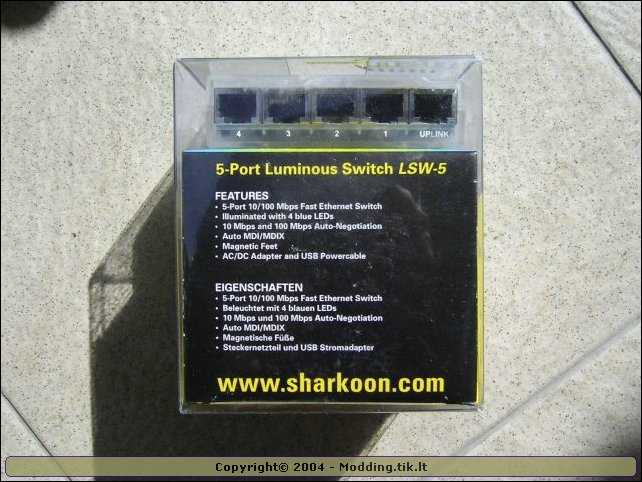 4 3 2 1 UPLINK
5-Port Luminous Switch LSW-5
FEATURES
• 5-Port 10/100 Mbps Fast Ethernet Switch
• Illuminated with 4 blue LEDs
• 10 Mbps and 100 Mbps Auto-Negotiation
• Auto MDI/MDIX
• Magnetic Feet
• AC/DC Adapter and USB Powercable
EIGENSCHAFTEN
• 5-Port 10/100 Mbps Fast Ethernet Switch
• Beleuchtet mit 4 blauen LEDs
• 10 Mbps und 100 Mbps Auto-Negotiation
• Auto MDI/MDIX
• Magnetische Füße
• Steckernetzteil und USB Stromadapter
www.sharkoon.com
Copyright© 2004 - Modding.tik.lt